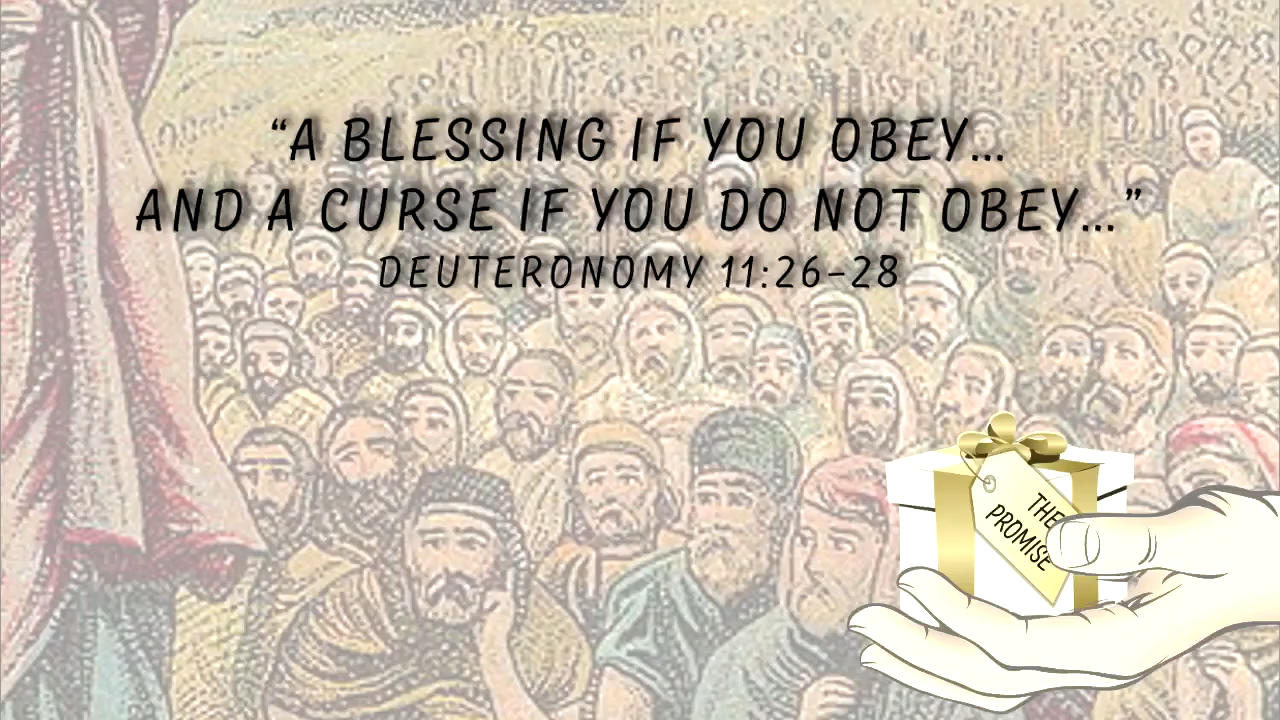 “A BLESSING IF YOU OBEY...
AND A CURSE IF YOU DO NOT OBEY...”
DEUTERONOMY 11:26-28
THE
PROMISE